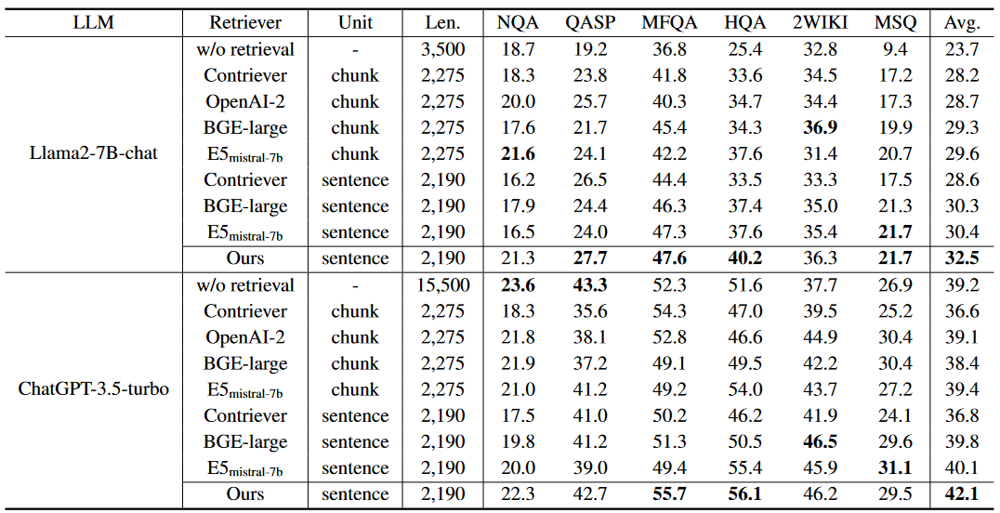 LLM Retriever Unit Len. NQA QASP MFQA HQA 2WIKI MSQ Avg.
w/o retrieval - 3,500 18.7 19.2 36.8 25.4 32.8 9.4 23.7
Contriever chunk 2,275 18.3 23.8 41.8 33.6 34.5 17.2 28.2
OpenAI-2 chunk 2,275 20.0 25.7 40.3 34.7 34.4 17.3 28.7
BGE-large chunk 2,275 17.6 21.7 45.4 34.3 36.9 19.9 29.3
Llama2-7B-chat E5mistral-7b chunk 2,275 21.6 24.1 42.2 37.6 31.4 20.7 29.6
Contriever sentence 2,190 16.2 26.5 44.4 33.5 33.3 17.5 28.6
BGE-large sentence 2,190 17.9 24.4 46.3 37.4 35.0 21.3 30.3
E5mistral-7b sentence 2,190 16.5 24.0 47.3 37.6 35.4 21.7 30.4
Ours sentence 2,190 21.3 27.7 47.6 40.2 36.3 21.7 32.5
w/o retrieval - 15,500 23.6 43.3 52.3 51.6 37.7 26.9 39.2
Contriever chunk 2,275 18.3 35.6 54.3 47.0 39.5 25.2 36.6
OpenAI-2 chunk 2,275 21.8 38.1 52.8 46.6 44.9 30.4 39.1
BGE-large chunk 2,275 21.9 37.2 49.1 49.5 42.2 30.4 38.4
ChatGPT-3.5-turbo E5mistral-7b chunk 2,275 21.0 41.2 49.2 54.0 43.7 27.2 39.4
Contriever sentence 2,190 17.5 41.0 50.2 46.2 41.9 24.1 36.8
BGE-large sentence 2,190 19.8 41.2 51.3 50.5 46.5 29.6 39.8
E5mistral-7b sentence 2,190 20.0 39.0 49.4 55.4 45.9 31.1 40.1
Ours sentence 2,190 22.3 42.7 55.7 56.1 46.2 29.5 42.1